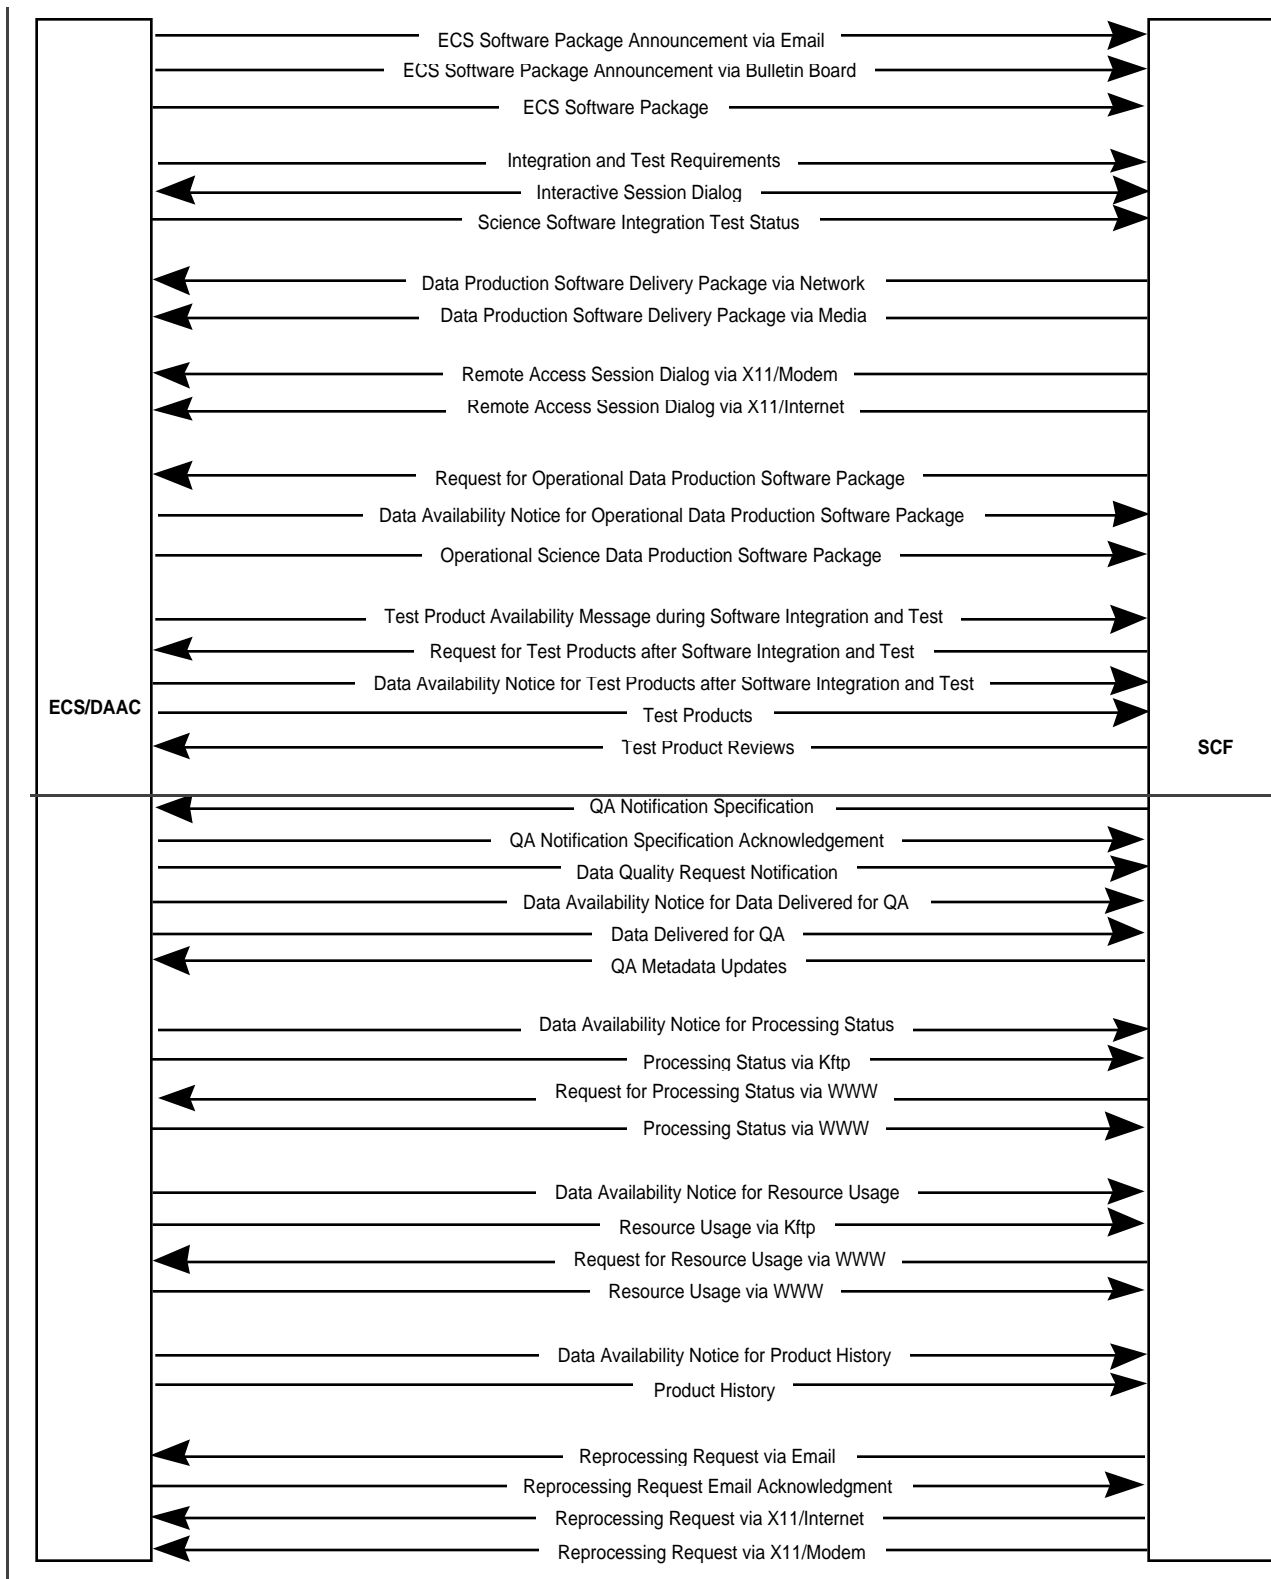 ECS Software Package Announcement via Email
ECS Software Package Announcement via Bulletin Board
ECS Software Package
Integration and Test Requirements
Interactive Session Dialog
Science Software Integration Test Status
Data Production Software Delivery Package via Network
Data Production Software Delivery Package via Media
Remote Access Session Dialog via X11/Modem
Remote Access Session Dialog via X11/Internet
Request for Operational Data Production Software Package
Data Availability Notice for Operational Data Production Software Package
Operational Science Data Production Software Package
Test Product Availability Message during Software Integration and Test
Request for Test Products after Software Integration and Test
Data Availability Notice for Test Products after Software Integration and Test
ECS/DAAC
Test Products
Test Product Reviews
SCF
QA Notification Specification
QA Notification Specification Acknowledgement
Data Quality Request Notification
Data Availability Notice for Data Delivered for QA
Data Delivered for QA
QA Metadata Updates
Data Availability Notice for Processing Status
Processing Status via Kftp
Request for Processing Status via WWW
Processing Status via WWW
Data Availability Notice for Resource Usage
Resource Usage via Kftp
Request for Resource Usage via WWW
Resource Usage via WWW
Data Availability Notice for Product History
Product History
Reprocessing Request via Email
Reprocessing Request Email Acknowledgment
Reprocessing Request via X11/Internet
Reprocessing Request via X11/Modem